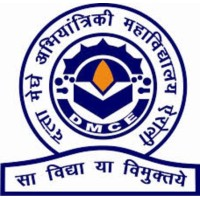 दत्ता मेघे अभियांत्रिकी महाविद्यालय ऐरोली
DMCE
सा विद्या या विमुक्तये